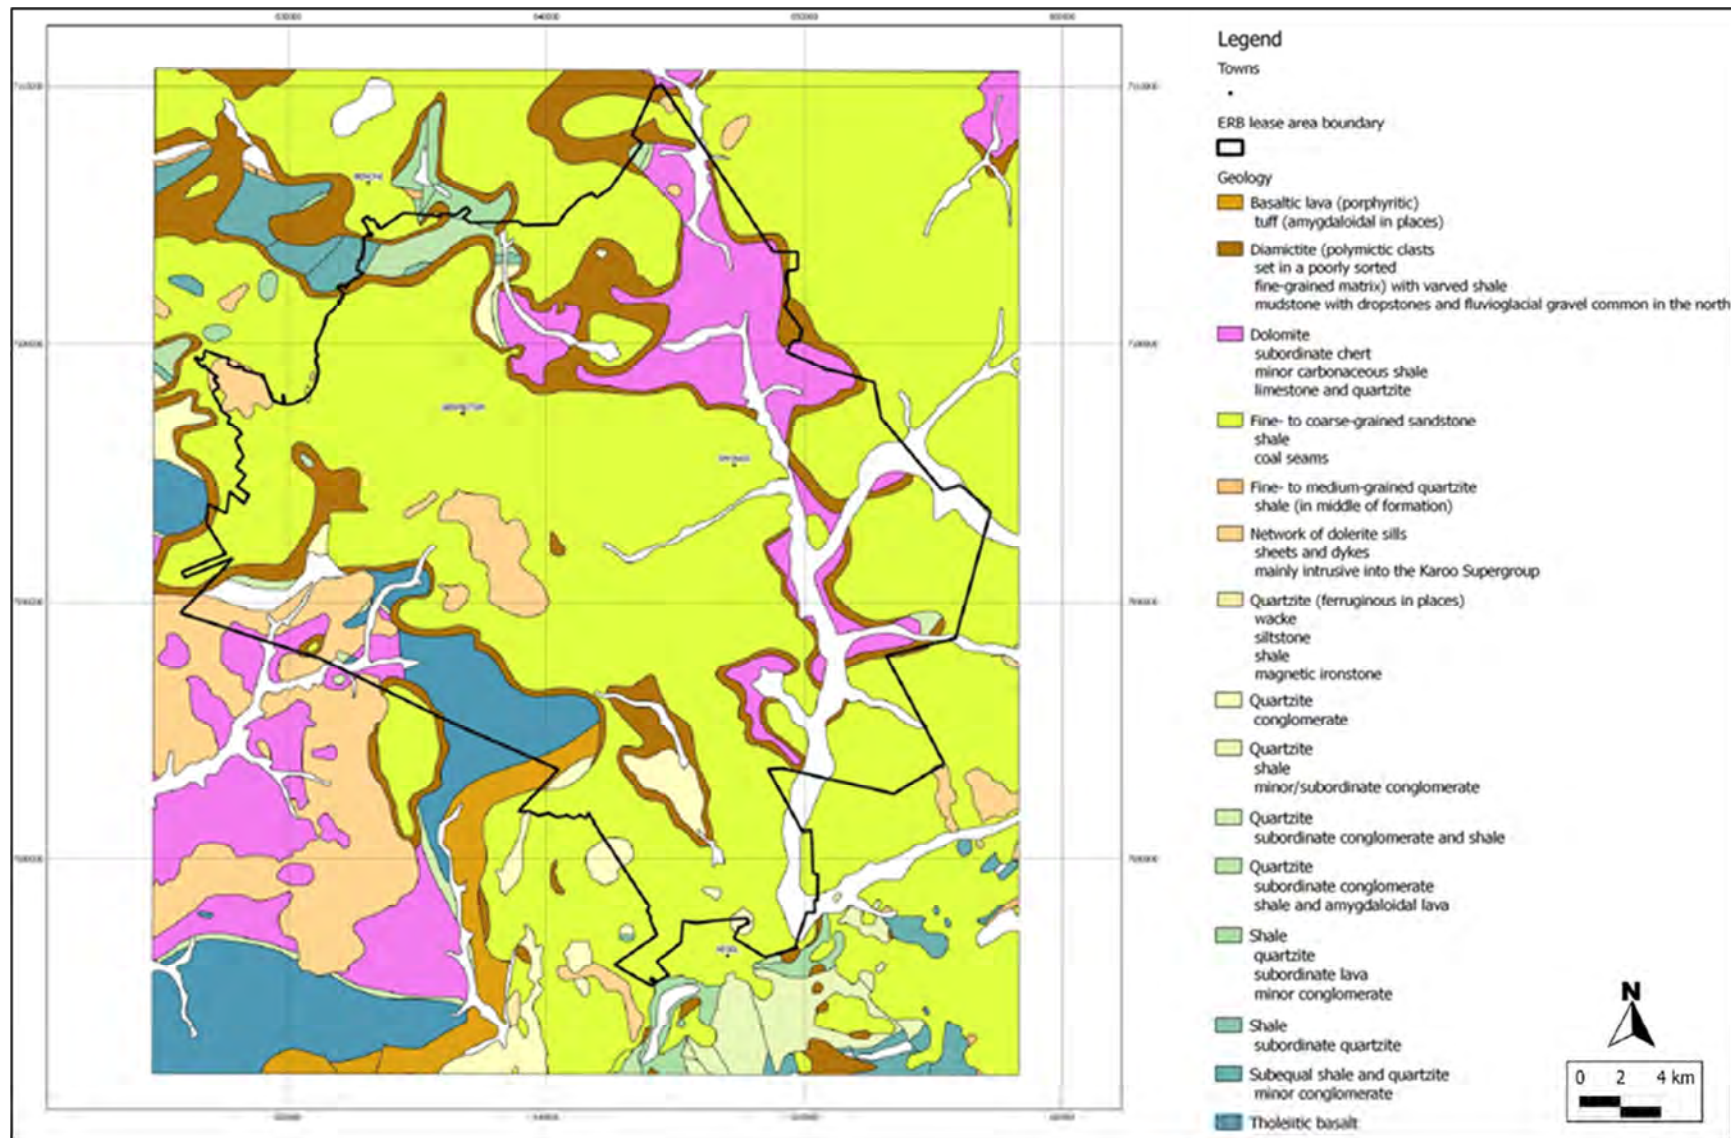 Legend
Towns
ERB lease area boundary
Geology
Basaltic lava (porphyritic)
tuff (amygdaloidal in places)
Diamictite (polymictic clasts
set in a poorly sorted
fine-grained matrix) with varved shale
mudstone with dropstones and fluvioglacial gravel common in the north
Dolomite
subordinate chert
minor carbonaceous shale
limestone and quartzite
Fine- to coarse-grained sandstone
shale
coal seams
Fine- to medium-grained quartzite
shale (in middle of formation)
Network of dolerite sills
sheets and dykes
mainly intrusive into the Karoo Supergroup
Quartzite (ferruginous in places)
wacke
siltstone
shale
magnetic ironstone
Quartzite
conglomerate
Quartzite
shale
minor/subordinate conglomerate
Quartzite
subordinate conglomerate and shale
Quartzite
subordinate conglomerate
shale and amygdaloidal lava
Shale
quartzite
subordinate lava
minor conglomerate
Shale
subordinate quartzite
Subequal shale and quartzite
minor conglomerate
Tholeiitic basalt
N
0 2 4 km